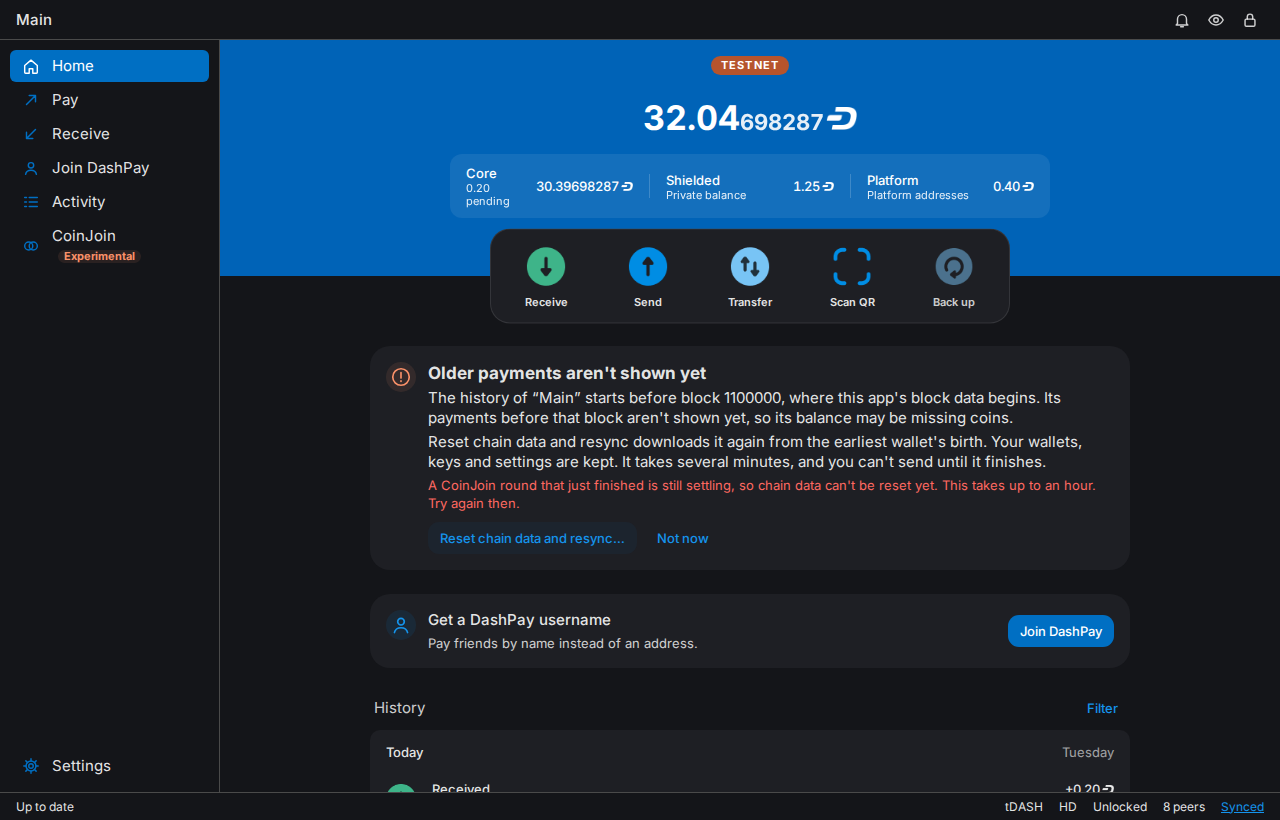 Main
Home
Pay
Receive
Join DashPay
Activity
CoinJoin
Experimental
Settings
TESTNET
32.04698287
Core
0.20
pending
30.39698287
Shielded
Private balance
1.25
Platform
Platform addresses
0.40
Receive
Send
Transfer
Scan QR
Back up
Older payments aren't shown yet
The history of “Main” starts before block 1100000, where this app's block data begins. Its
payments before that block aren't shown yet, so its balance may be missing coins.
Reset chain data and resync downloads it again from the earliest wallet's birth. Your wallets,
keys and settings are kept. It takes several minutes, and you can't send until it finishes.
A CoinJoin round that just finished is still settling, so chain data can't be reset yet. This takes up to an hour.
Try again then.
Reset chain data and resync...
Not now
Get a DashPay username
Pay friends by name instead of an address.
Join DashPay
History
Filter
Today
Tuesday
Received
+0.20
Up to date
tDASH
HD
Unlocked
8 peers
Synced